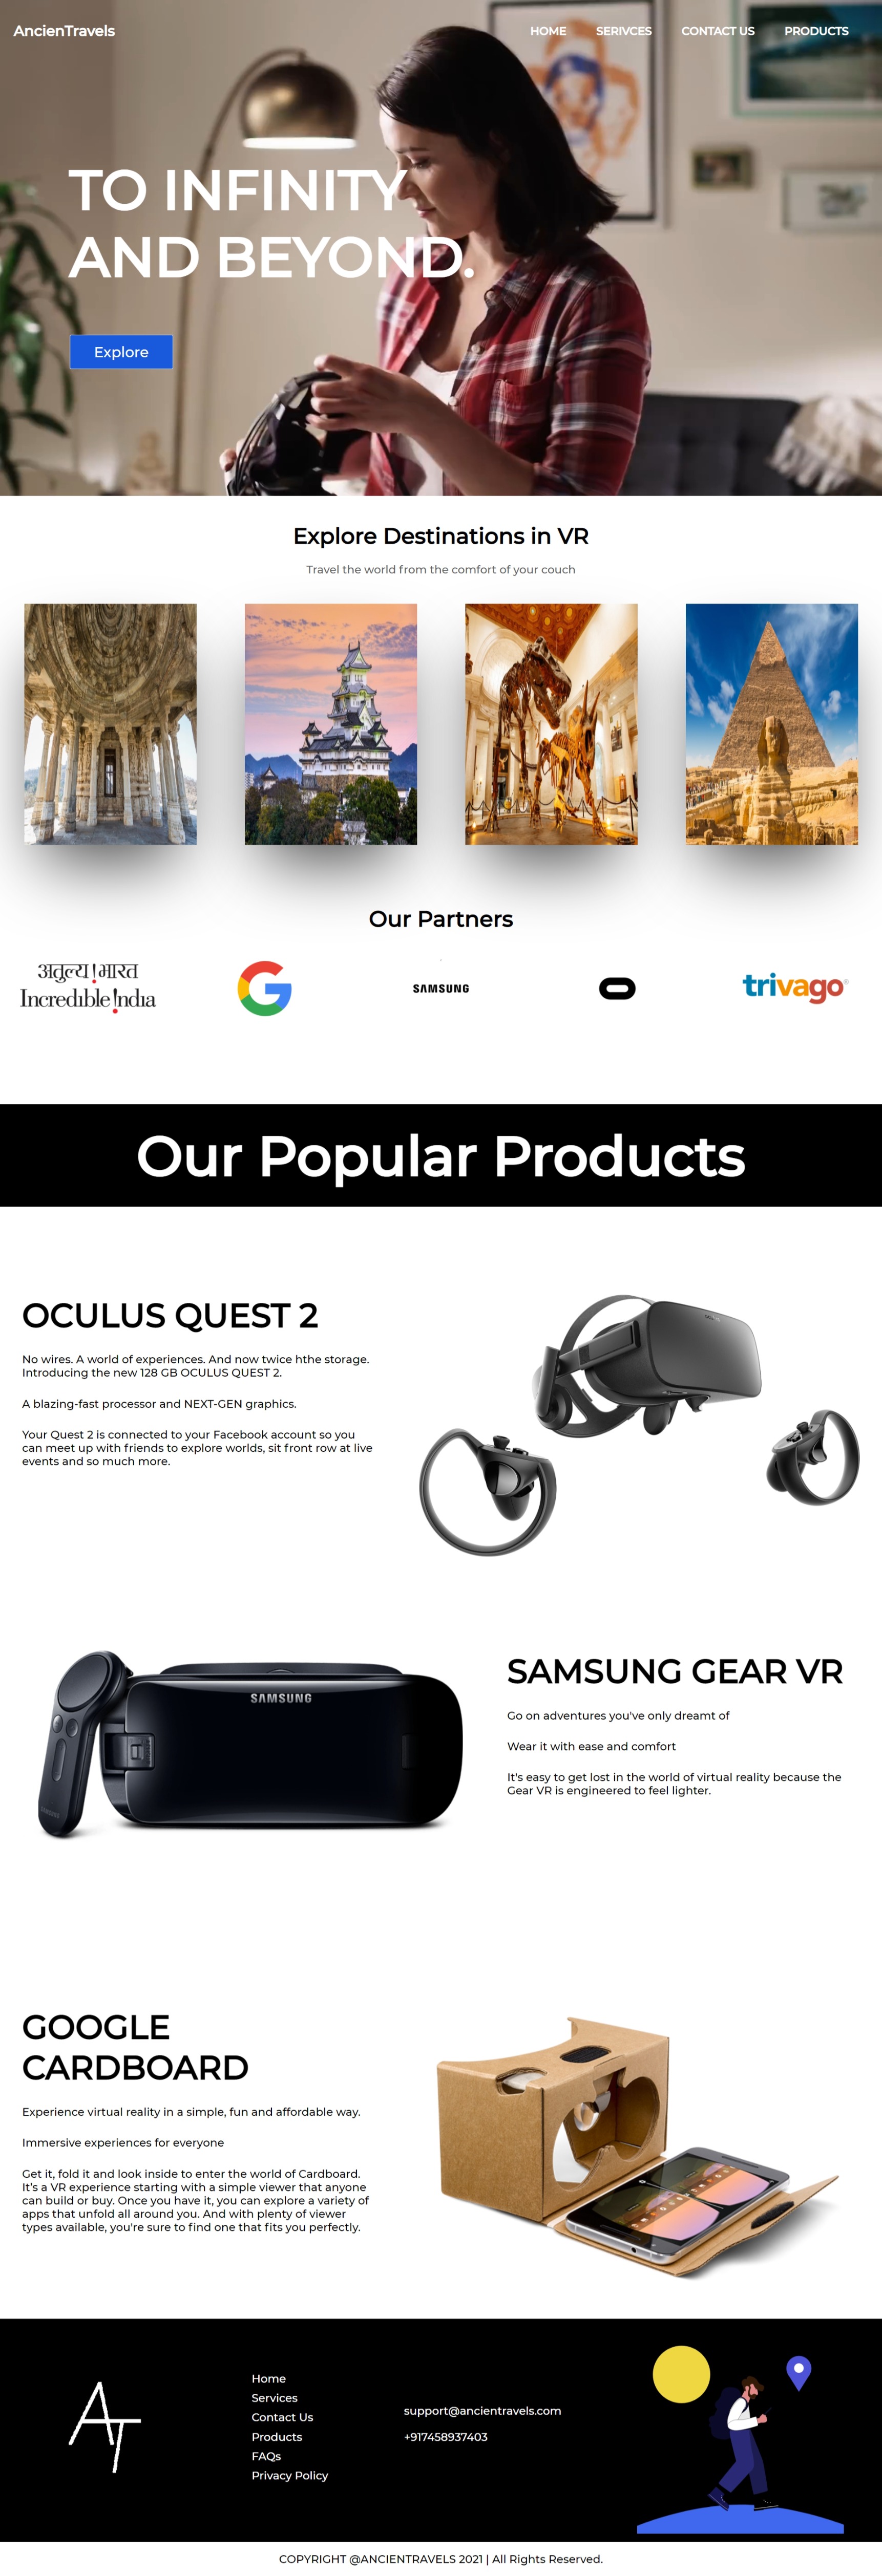 AncienTravels
HOME SERIVCES CONTACT US PRODUCTS
TO INFINITY
AND BEYOND.
Explore
Explore Destinations in VR
Travel the world from the comfort of your couch
Our Partners
अतुल्य!भारत
Incredıble!ndia
SAMSUNG
trivago®
Our Popular Products
OCULUS QUEST 2
No wires. A world of experiences. And now twice hthe storage.
Introducing the new 128 GB OCULUS QUEST 2.
A blazing-fast processor and NEXT-GEN graphics.
Your Quest 2 is connected to your Facebook account so you
can meet up with friends to explore worlds, sit front row at live
events and so much more.
SAMSUNG
SAMSUNG
SAMSUNG GEAR VR
Go on adventures you've only dreamt of
Wear it with ease and comfort
It's easy to get lost in the world of virtual reality because the
Gear VR is engineered to feel lighter.
GOOGLE
CARDBOARD
Experience virtual reality in a simple, fun and affordable way.
Immersive experiences for everyone
Get it, fold it and look inside to enter the world of Cardboard.
It’s a VR experience starting with a simple viewer that anyone
can build or buy. Once you have it, you can explore a variety of
apps that unfold all around you. And with plenty of viewer
types available, you're sure to find one that fits you perfectly.
AT
Home
Services
Contact Us
Products
FAQs
Privacy Policy
support@ancientravels.com
+917458937403
COPYRIGHT @ANCIENTRAVELS 2021 | All Rights Reserved.